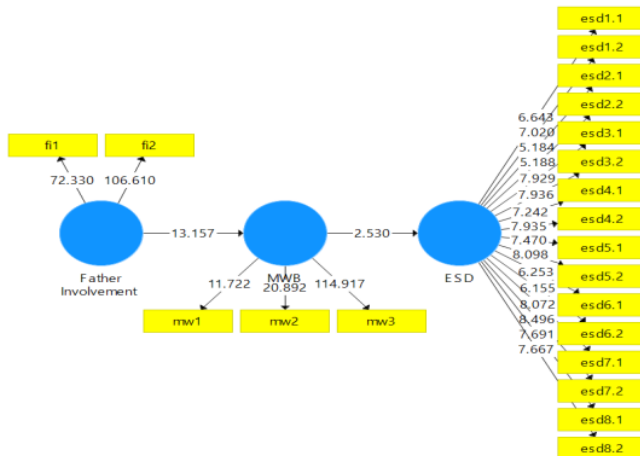 esd1.1
esd1.2
esd2.1
esd2.2
esd3.1
esd3.2
esd4.1
esd4.2
esd5.1
esd5.2
esd6.1
esd6.2
esd7.1
esd7.2
esd8.1
esd8.2
6.643
7.020
5.184
5.188
7.929
7.936
7.242
7.935
7.470
8.098
6.253
6.155
8.072
8.496
7.691
7.667
fi1
fi2
72.330
106.610
13.157
2.530
Father
Involvement
MWB
ESD
11.722
20.892
114.917
mw1
mw2
mw3